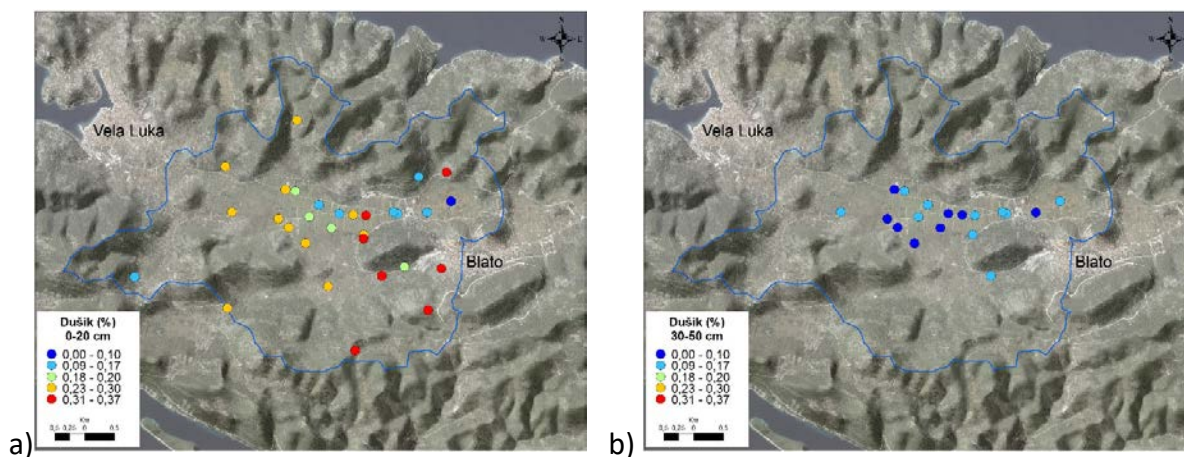 N
Vela Luka
Blato
Dušik (%)
0-20 cm
0,00 - 0,10
0,09 - 0,17
0,18 - 0,20
0,23 - 0,30
0,31 - 0,37
Km
a)
N
Vela Luka
Blato
Dušik (%)
30-50 cm
0,00 - 0,10
0,09 - 0,17
0,18 - 0,20
0,23 - 0,30
0,31 - 0,37
Km
b)